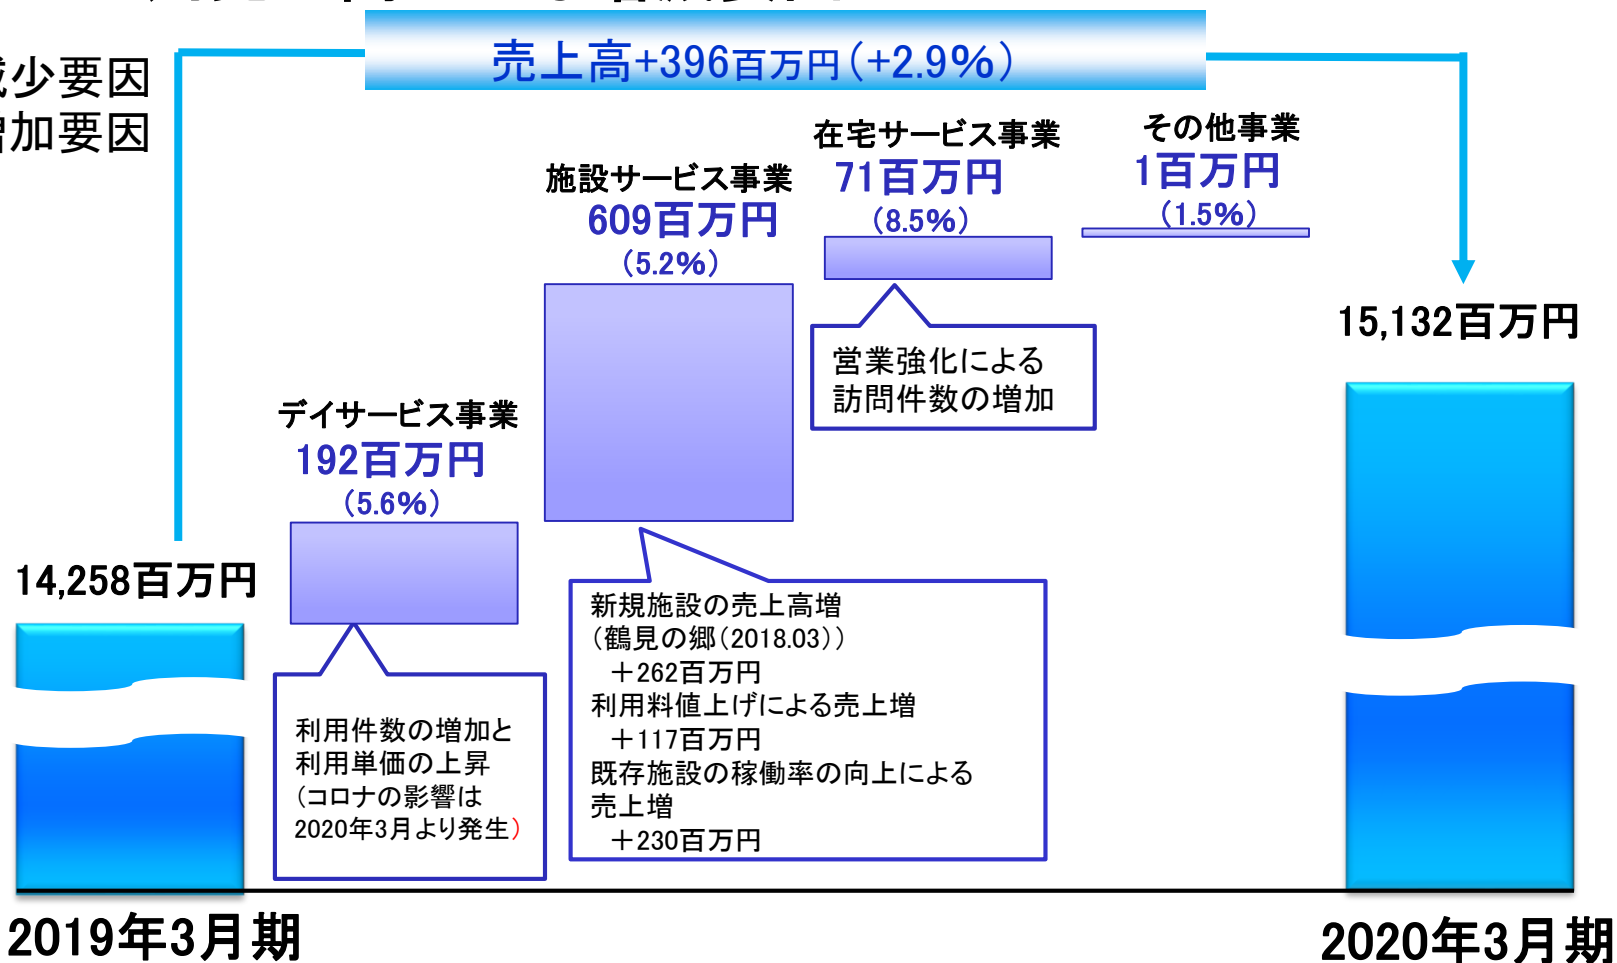 売上高+396百万円(+2.9%)
少要因
加要因
在宅サービス事業
71百万円
(8.5%)
その他事業
1百万円
(1.5%)
施設サービス事業
609百万円
(5.2%)
15,132百万円
営業強化による
訪問件数の増加
デイサービス事業
192百万円
(5.6%)
14,258百万円
新規施設の売上高増
(鶴見の郷(2018.03))
+262百万円
利用料値上げによる売上増
+117百万円
既存施設の稼働率の向上による
売上増
+230百万円
利用件数の増加と
利用単価の上昇
(コロナの影響は
2020年3月より発生)
2019年3月期
2020年3月期